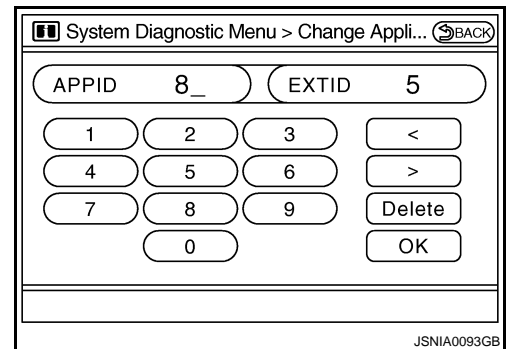 System Diagnostic Menu > Change Appli... BACK
APPID 8_ EXTID 5
1 2 3 <
4 5 6 >
7 8 9 Delete
0 OK
JSNIA0093GB